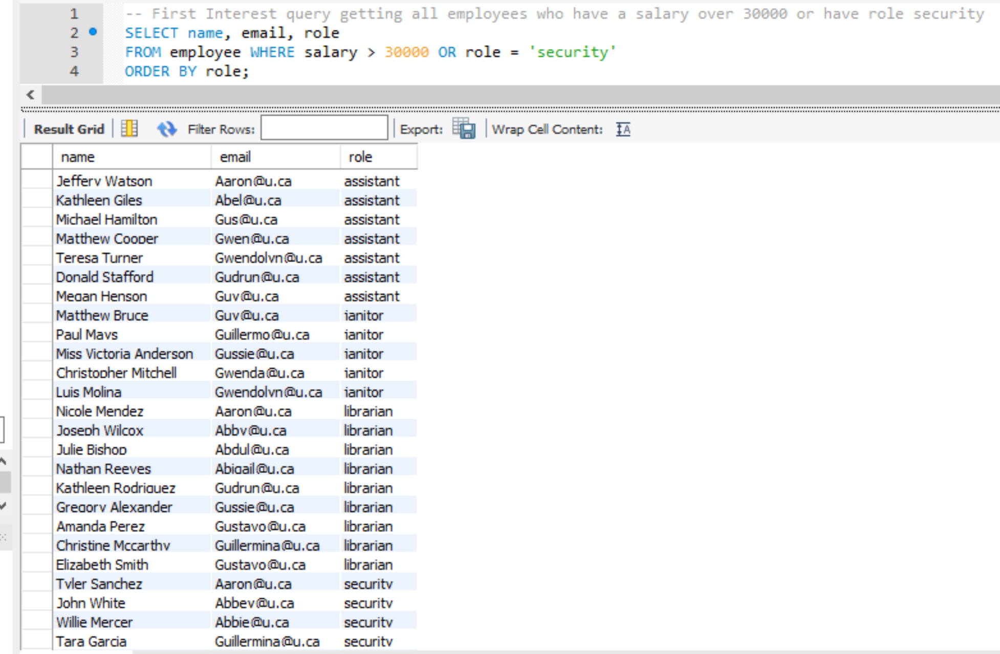 1 -- First Interest query getting all employees who have a salary over 30000 or have role security
2 SELECT name, email, role
3 FROM employee WHERE salary > 30000 OR role = 'security'
4 ORDER BY role;
Result Grid Filter Rows: Export: Wrap Cell Content:
name email role
Jeffery Watson Aaron@u.ca assistant
Kathleen Giles Abel@u.ca assistant
Michael Hamilton Gus@u.ca assistant
Matthew Cooper Gwen@u.ca assistant
Teresa Turner Gwendolyn@u.ca assistant
Donald Stafford Gudrun@u.ca assistant
Megan Henson Guy@u.ca assistant
Matthew Bruce Guy@u.ca janitor
Paul Mays Guillermo@u.ca janitor
Miss Victoria Anderson Gussie@u.ca janitor
Christopher Mitchell Gwenda@u.ca janitor
Luis Molina Gwendolyn@u.ca janitor
Nicole Mendez Aaron@u.ca librarian
Joseph Wilcox Abby@u.ca librarian
Julie Bishop Abdul@u.ca librarian
Nathan Reeves Abigail@u.ca librarian
Kathleen Rodriguez Gudrun@u.ca librarian
Gregory Alexander Gussie@u.ca librarian
Amanda Perez Gustavo@u.ca librarian
Christine Mccarthy Guillermina@u.ca librarian
Elizabeth Smith Gustavo@u.ca librarian
Tyler Sanchez Aaron@u.ca security
John White Abbey@u.ca security
Willie Mercer Abbie@u.ca security
Tara Garcia Guillermina@u.ca security